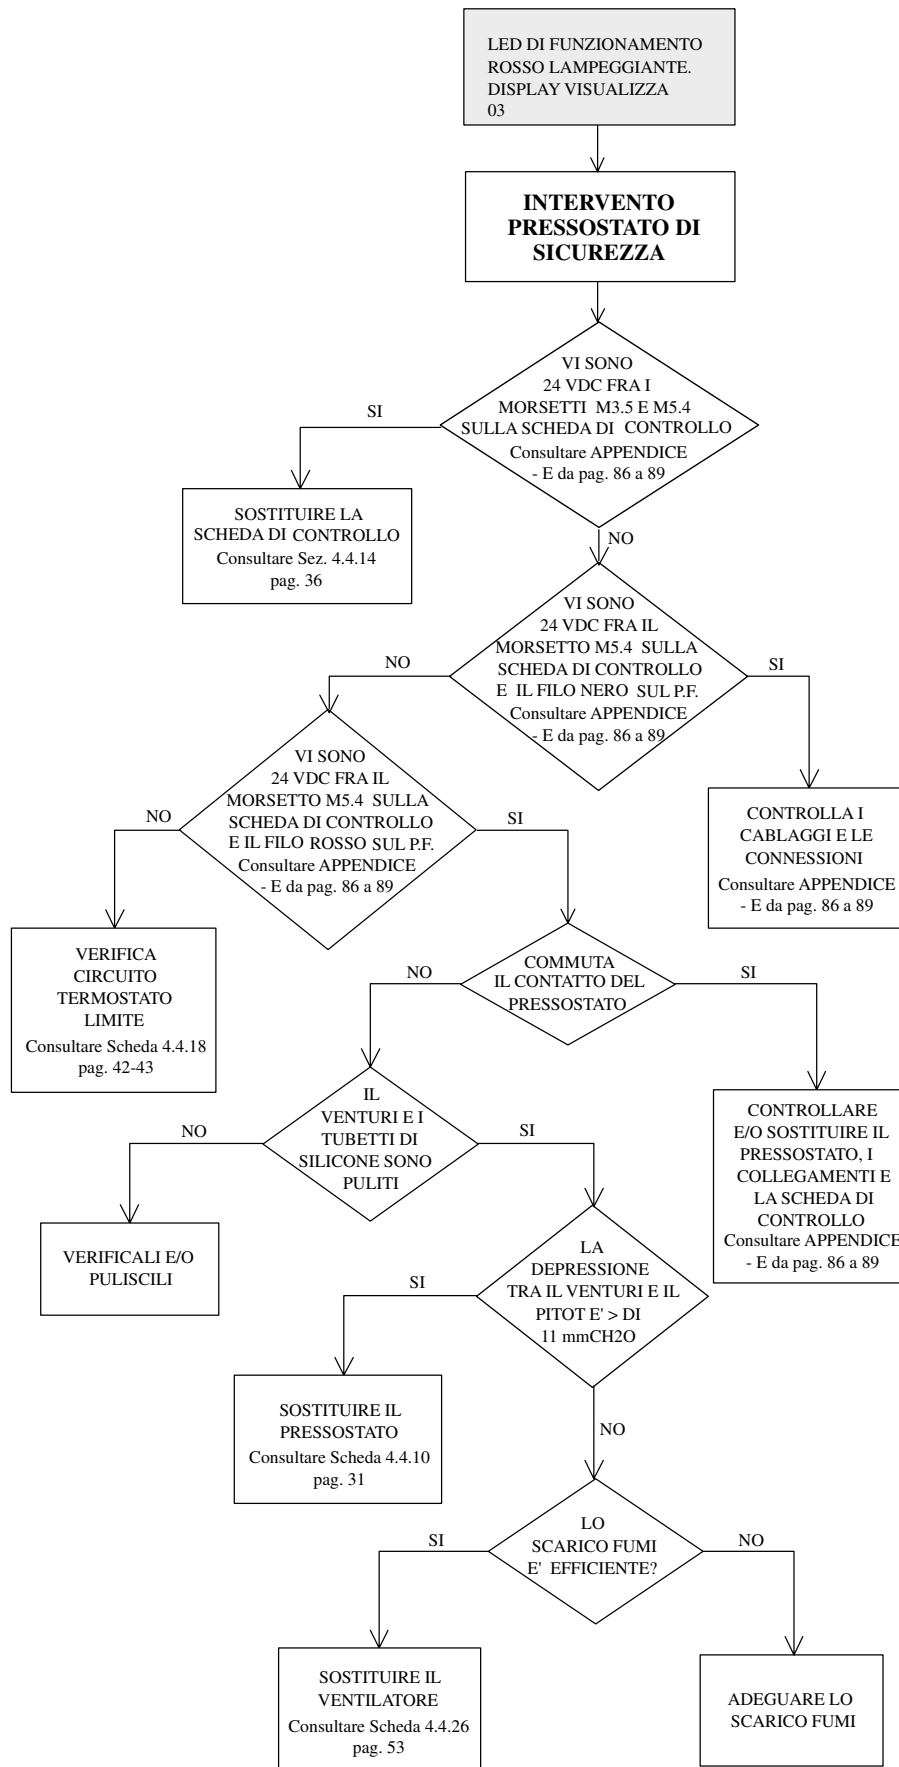 LED DI FUNZIONAMENTO
ROSSO LAMPEGGIANTE.
DISPLAY VISUALIZZA
03
INTERVENTO
PRESSOSTATO DI
SICUREZZA
VI SONO
24 VDC FRA I
MORSETTI M3.5 E M5.4
SULLA SCHEDA DI CONTROLLO
Consultare APPENDICE
- E da pag. 86 a 89
SI
SOSTITUIRE LA
SCHEDA DI CONTROLLO
Consultare Sez. 4.4.14
pag. 36
NO
VI SONO
24 VDC FRA IL
MORSETTO M5.4 SULLA
SCHEDA DI CONTROLLO
E IL FILO NERO SUL P.F.
Consultare APPENDICE
- E da pag. 86 a 89
NO
SI
VI SONO
24 VDC FRA IL
MORSETTO M5.4 SULLA
SCHEDA DI CONTROLLO
E IL FILO ROSSO SUL P.F.
Consultare APPENDICE
- E da pag. 86 a 89
CONTROLLA I
CABLAGGI E LE
CONNESSIONI
Consultare APPENDICE
- E da pag. 86 a 89
NO
SI
VERIFICA
CIRCUITO
TERMOSTATO
LIMITE
Consultare Scheda 4.4.18
pag. 42-43
COMMUTA
IL CONTATTO DEL
PRESSOSTATO
NO
SI
IL
VENTURI E I
TUBETTI DI
SILICONE SONO
PULITI
CONTROLLARE
E/O SOSTITUIRE IL
PRESSOSTATO, I
COLLEGAMENTI E
LA SCHEDA DI
CONTROLLO
Consultare APPENDICE
- E da pag. 86 a 89
NO
SI
VERIFICALI E/O
PULISCILI
LA
DEPRESSIONE
TRA IL VENTURI E IL
PITOT E' > DI
11 mmCH2O
SI
SOSTITUIRE IL
PRESSOSTATO
Consultare Scheda 4.4.10
pag. 31
NO
LO
SCARICO FUMI
E' EFFICIENTE?
SI
NO
SOSTITUIRE IL
VENTILATORE
Consultare Scheda 4.4.26
pag. 53
ADEGUARE LO
SCARICO FUMI